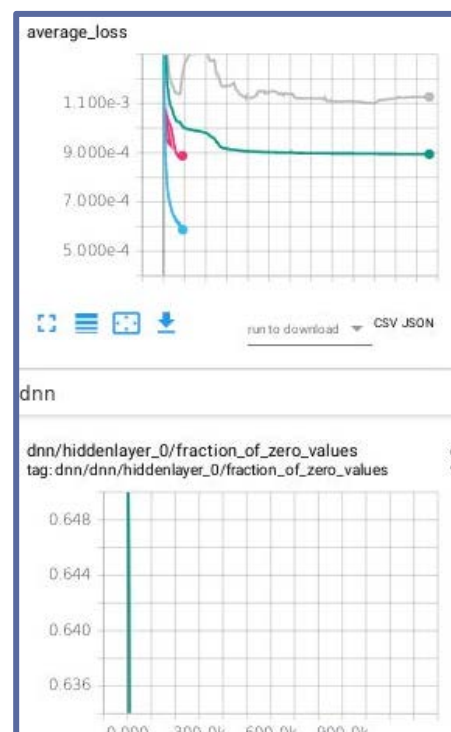 average_loss
1.100e-3
9.000e-4
7.000e-4
5.000e-4
run to download CSV JSON
dnn
dnn/hiddenlayer_0/fraction_of_zero_values
tag: dnn/dnn/hiddenlayer_0/fraction_of_zero_values
0.648
0.644
0.640
0.636
0.000 300.0k 600.0k 900.0k